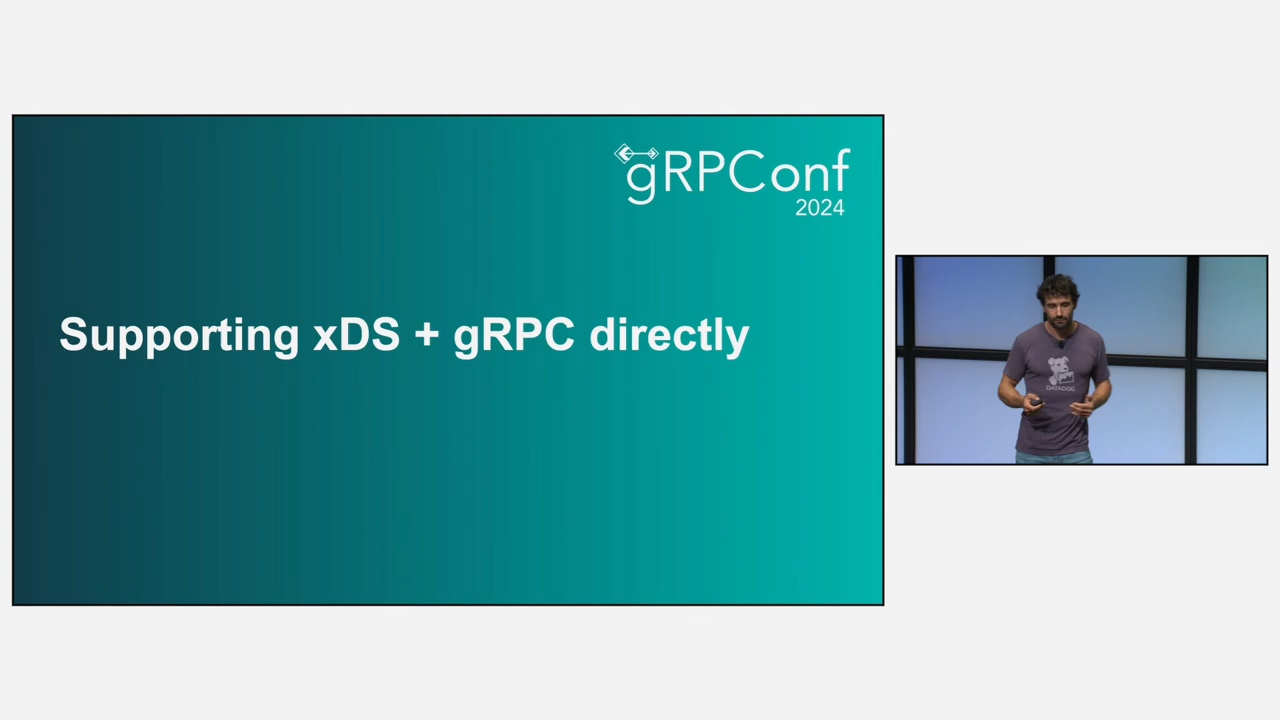 gRPConf
2024
Supporting xDS + gRPC directly
DATADOG